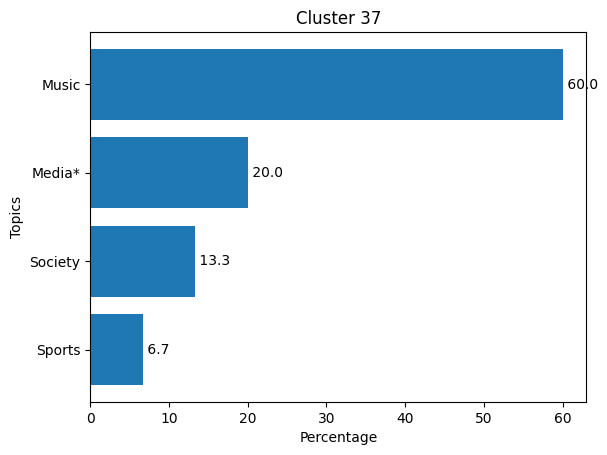 Cluster 37
Music
60.0
Media*
20.0
Society
13.3
Sports
6.7
Topics
0 10 20 30 40 50 60
Percentage